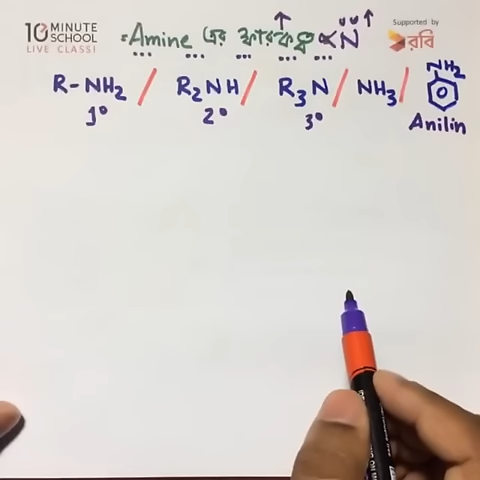 10 MINUTE
SCHOOL
LIVE CLASS!
Supported by
রবি
Amine এর ক্ষারকত্ব ↑ ∝ N̈ ↑
R-NH₂ / R₂NH / R₃N / NH₃ / NH₂
1° 2° 3° Anilin